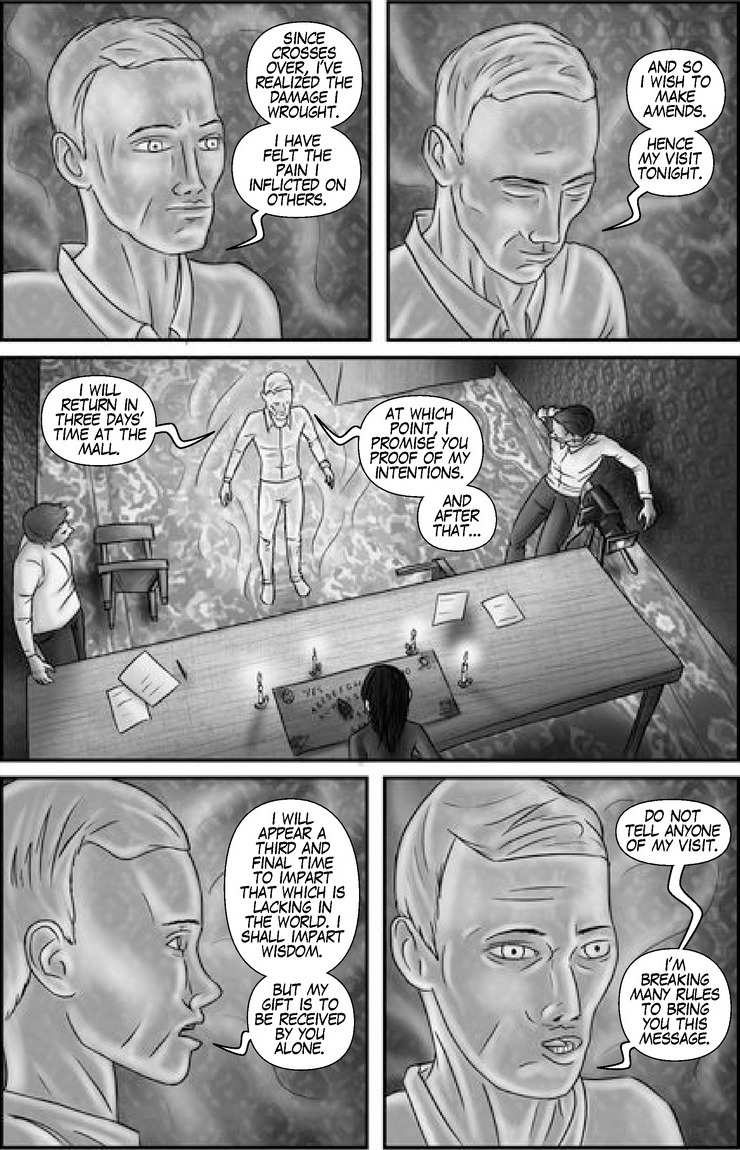 SINCE
CROSSES
OVER, I'VE
REALIZED THE
DAMAGE I
WROUGHT.
I HAVE
FELT THE
PAIN I
INFLICTED ON
OTHERS.
AND SO
I WISH TO
MAKE
AMENDS.
HENCE
MY VISIT
TONIGHT.
I WILL
RETURN IN
THREE DAYS'
TIME AT THE
MALL.
AT WHICH
POINT, I
PROMISE YOU
PROOF OF MY
INTENTIONS.
AND
AFTER
THAT...
YES
I WILL
APPEAR A
THIRD AND
FINAL TIME
TO IMPART
THAT WHICH IS
LACKING IN
THE WORLD. I
SHALL IMPART
WISDOM.
BUT MY
GIFT IS TO
BE RECEIVED
BY YOU
ALONE.
DO NOT
TELL ANYONE
OF MY VISIT.
I'M
BREAKING
MANY RULES
TO BRING
YOU THIS
MESSAGE.